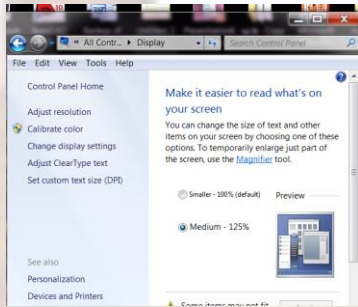 « All Contr... ▸ Display
Search Control Panel
File Edit View Tools Help
Control Panel Home
Adjust resolution
Calibrate color
Change display settings
Adjust ClearType text
Set custom text size (DPI)
See also
Personalization
Devices and Printers
Make it easier to read what's on
your screen
You can change the size of text and other
items on your screen by choosing one of these
options. To temporarily enlarge just part of
the screen, use the Magnifier tool.
Smaller - 100% (default) Preview
Medium - 125%
Some items may not fit